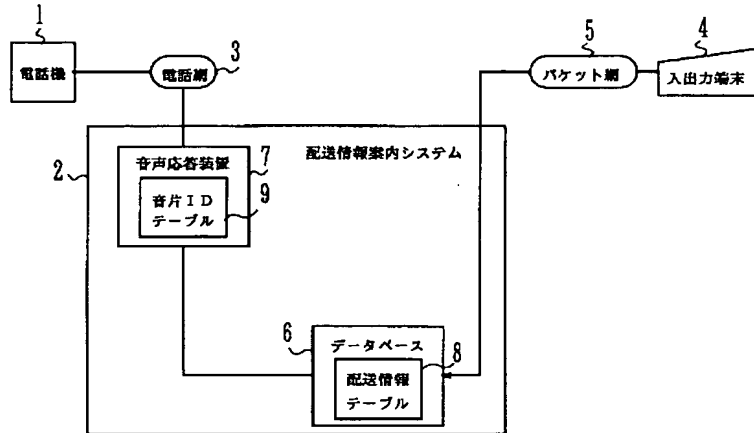 1
電話機
電話網
3
5
パケット網
4
入出力端末
2
配送情報案内システム
音声応答装置
7
音片ID
テーブル
9
6
データベース
8
配送情報
テーブル